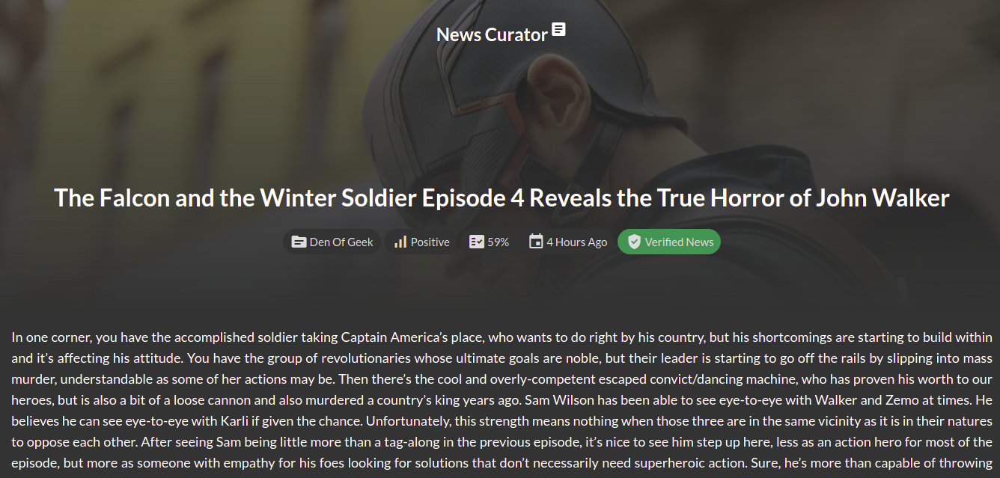 News Curator
The Falcon and the Winter Soldier Episode 4 Reveals the True Horror of John Walker
Den Of Geek Positive 59% 4 Hours Ago Verified News
In one corner, you have the accomplished soldier taking Captain America’s place, who wants to do right by his country, but his shortcomings are starting to build within
and it’s affecting his attitude. You have the group of revolutionaries whose ultimate goals are noble, but their leader is starting to go off the rails by slipping into mass
murder, understandable as some of her actions may be. Then there’s the cool and overly-competent escaped convict/dancing machine, who has proven his worth to our
heroes, but is also a bit of a loose cannon and also murdered a country’s king years ago. Sam Wilson has been able to see eye-to-eye with Walker and Zemo at times. He
believes he can see eye-to-eye with Karli if given the chance. Unfortunately, this strength means nothing when those three are in the same vicinity as it is in their natures
to oppose each other. After seeing Sam being little more than a tag-along in the previous episode, it’s nice to see him step up here, less as an action hero for most of the
episode, but more as someone with empathy for his foes looking for solutions that don’t necessarily need superheroic action. Sure, he’s more than capable of throwing